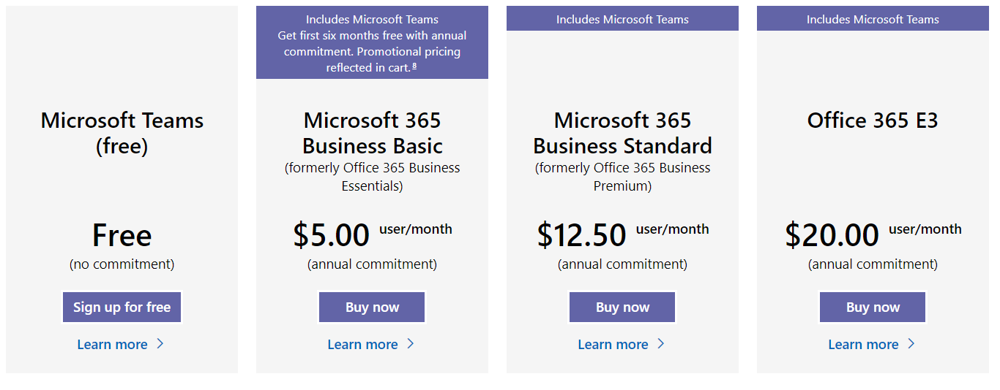 Microsoft Teams
(free)
Free
(no commitment)
Sign up for free
Learn more
Includes Microsoft Teams
Get first six months free with annual
commitment. Promotional pricing
reflected in cart.8
Microsoft 365
Business Basic
(formerly Office 365 Business
Essentials)
$5.00 user/month
(annual commitment)
Buy now
Learn more
Includes Microsoft Teams
Microsoft 365
Business Standard
(formerly Office 365 Business
Premium)
$12.50 user/month
(annual commitment)
Buy now
Learn more
Includes Microsoft Teams
Office 365 E3
$20.00 user/month
(annual commitment)
Buy now
Learn more